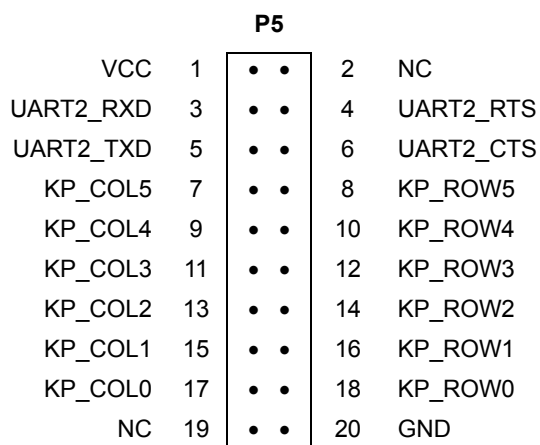 P5
VCC 1 2 NC
UART2_RXD 3 4 UART2_RTS
UART2_TXD 5 6 UART2_CTS
KP_COL5 7 8 KP_ROW5
KP_COL4 9 10 KP_ROW4
KP_COL3 11 12 KP_ROW3
KP_COL2 13 14 KP_ROW2
KP_COL1 15 16 KP_ROW1
KP_COL0 17 18 KP_ROW0
NC 19 20 GND